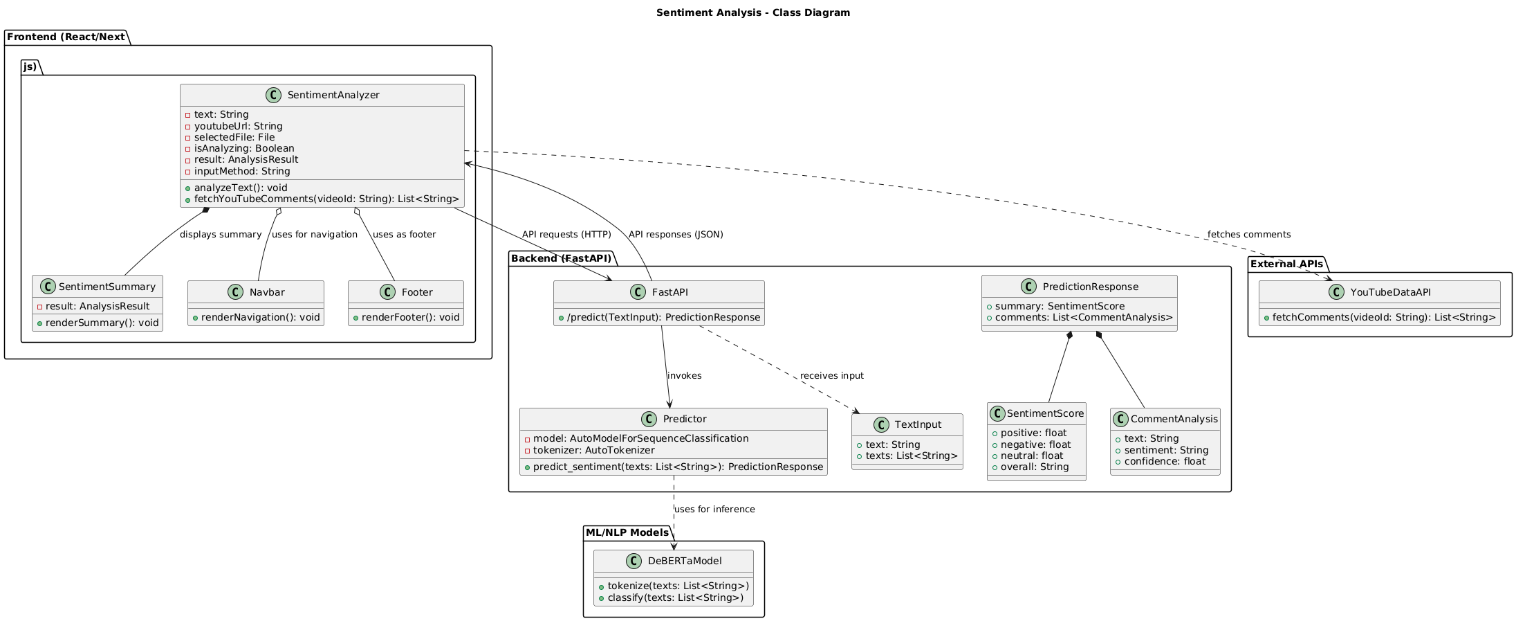 Sentiment Analysis - Class Diagram
Frontend (React/Next
js)
C SentimentAnalyzer
text: String
youtubeUrl: String
selectedFile: File
isAnalyzing: Boolean
result: AnalysisResult
inputMethod: String
analyzeText(): void
fetchYouTubeComments(videoId: String): List<String>
displays summary
uses for navigation
uses as footer
API requests (HTTP)
API responses (JSON)
fetches comments
C SentimentSummary
result: AnalysisResult
renderSummary(): void
C Navbar
renderNavigation(): void
C Footer
renderFooter(): void
Backend (FastAPI)
C FastAPI
/predict(TextInput): PredictionResponse
C PredictionResponse
summary: SentimentScore
comments: List<CommentAnalysis>
External APIs
C YouTubeDataAPI
fetchComments(videoId: String): List<String>
invokes
receives input
C Predictor
model: AutoModelForSequenceClassification
tokenizer: AutoTokenizer
predict_sentiment(texts: List<String>): PredictionResponse
C TextInput
text: String
texts: List<String>
C SentimentScore
positive: float
negative: float
neutral: float
overall: String
C CommentAnalysis
text: String
sentiment: String
confidence: float
uses for inference
ML/NLP Models
C DeBERTaModel
tokenize(texts: List<String>)
classify(texts: List<String>)